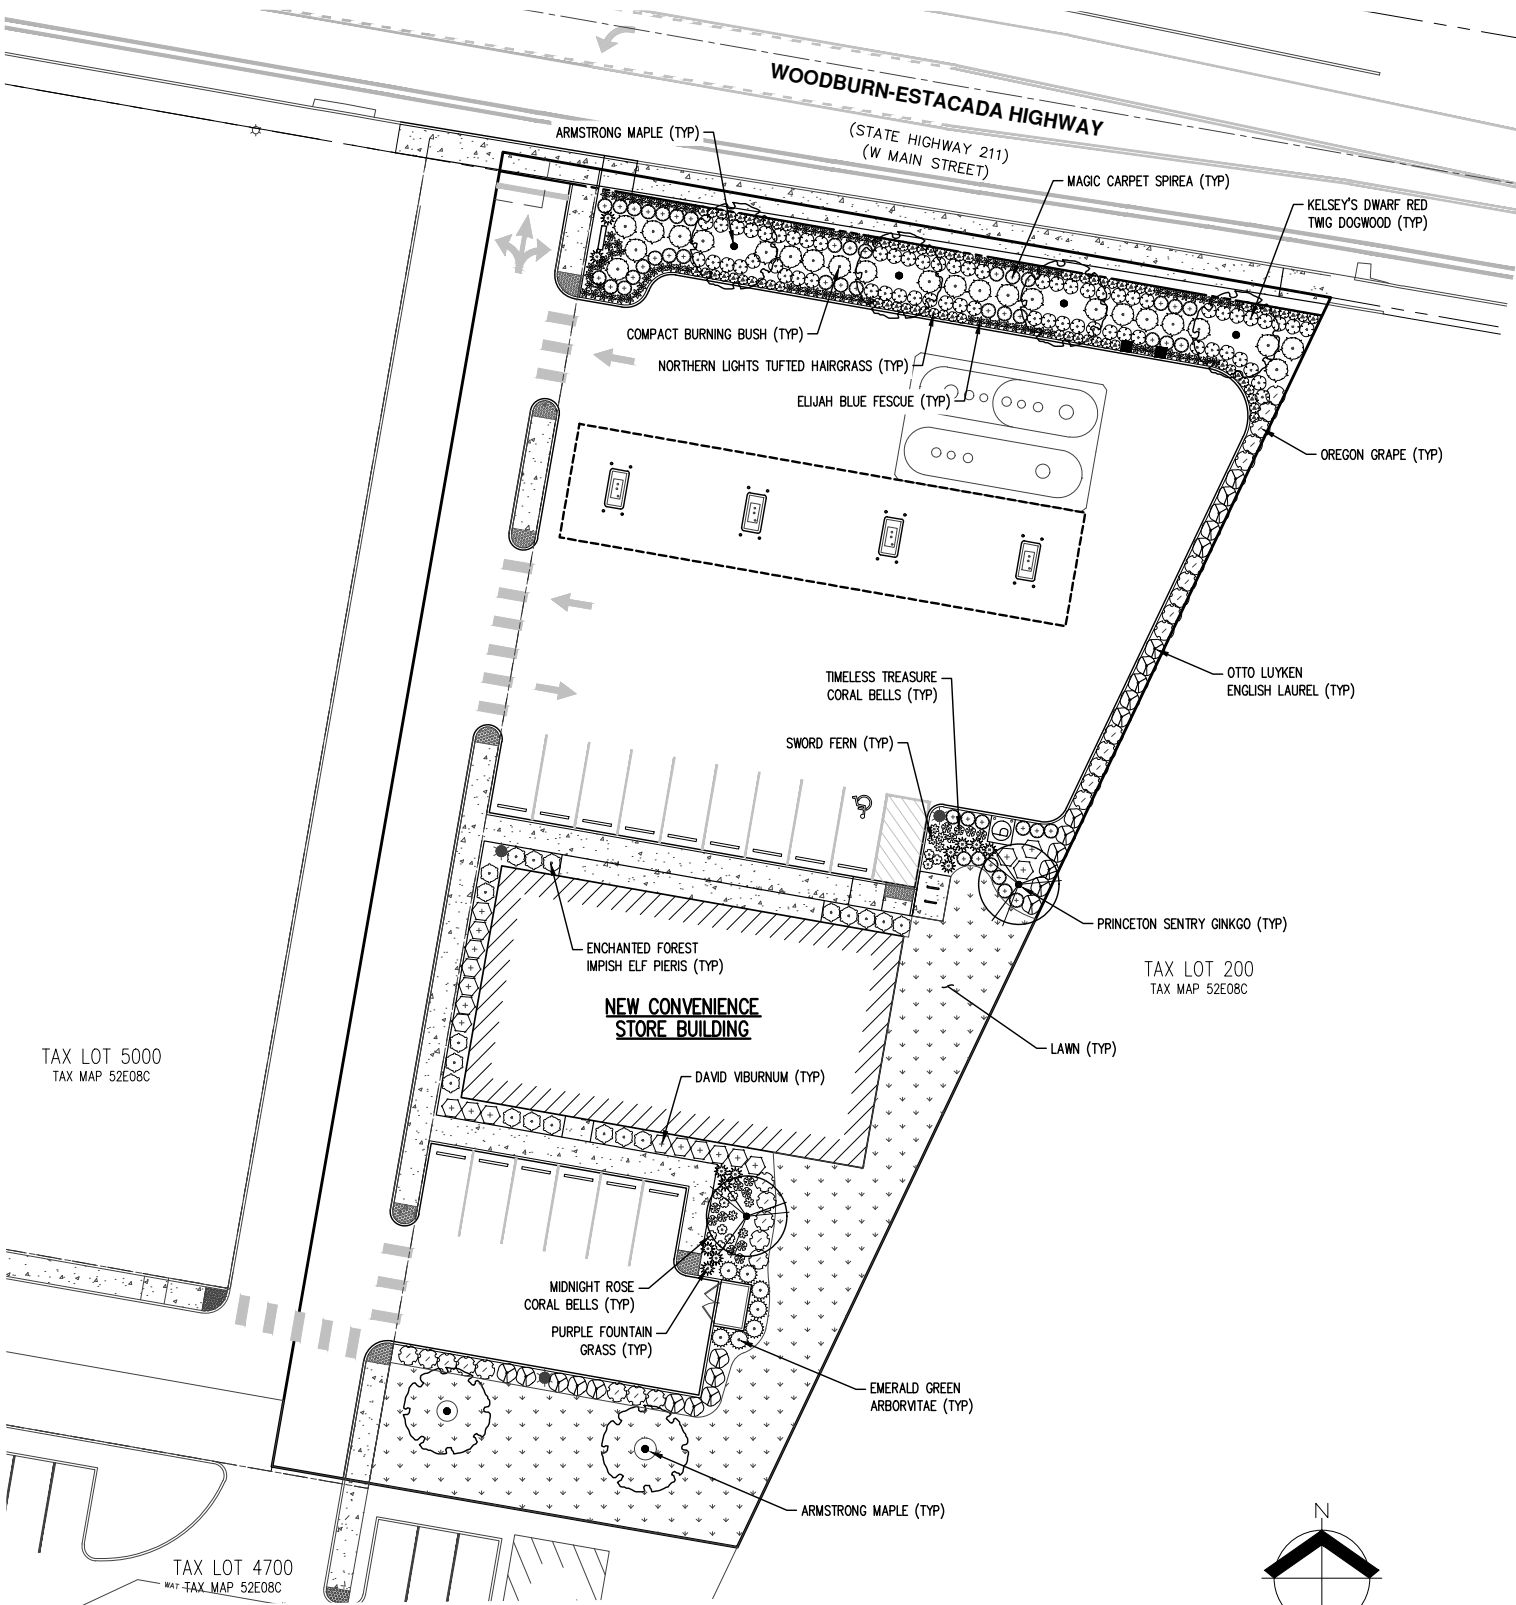 WOODBURN-ESTACADA HIGHWAY
(STATE HIGHWAY 211)
(W MAIN STREET)
ARMSTRONG MAPLE (TYP)
MAGIC CARPET SPIREA (TYP)
KELSEY'S DWARF RED
TWIG DOGWOOD (TYP)
COMPACT BURNING BUSH (TYP)
NORTHERN LIGHTS TUFTED HAIRGRASS (TYP)
ELIJAH BLUE FESCUE (TYP)
OREGON GRAPE (TYP)
OTTO LUYKEN
ENGLISH LAUREL (TYP)
TIMELESS TREASURE
CORAL BELLS (TYP)
SWORD FERN (TYP)
PRINCETON SENTRY GINKGO (TYP)
ENCHANTED FOREST
IMPISH ELF PIERIS (TYP)
TAX LOT 200
TAX MAP 52E08C
NEW CONVENIENCE
STORE BUILDING
LAWN (TYP)
TAX LOT 5000
TAX MAP 52E08C
DAVID VIBURNUM (TYP)
MIDNIGHT ROSE
CORAL BELLS (TYP)
PURPLE FOUNTAIN
GRASS (TYP)
EMERALD GREEN
ARBORVITAE (TYP)
ARMSTRONG MAPLE (TYP)
N
TAX LOT 4700
WAT
TAX MAP 52E08C